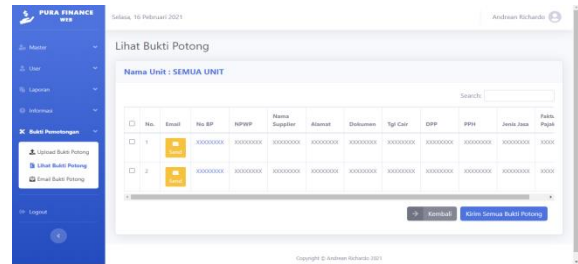 PURA FINANCE
WEB
Selasa, 16 Februari 2021
Andrean Richardo
Master
User
Laporan
Informasi
Bukti Pemotongan
Upload Bukti Potong
Lihat Bukti Potong
Email Bukti Potong
Logout
Lihat Bukti Potong
Nama Unit : SEMUA UNIT
Search:
No. Email No BP NPWP Nama Supplier Alamat Dokumen Tgl Cair DPP PPH Jenis Jasa Faktur Pajak
1 Send XXXXXXXX XXXXXXXX XXXXXXXX XXXXXXXX XXXXXXXX XXXXXXXX XXXXXXXX XXXXXXXX XXXXXXXX XXXX
2 Send XXXXXXXX XXXXXXXX XXXXXXXX XXXXXXXX XXXXXXXX XXXXXXXX XXXXXXXX XXXXXXXX XXXXXXXX XXXX
Kembali Kirim Semua Bukti Potong
Copyright © Andrean Richardo 2021